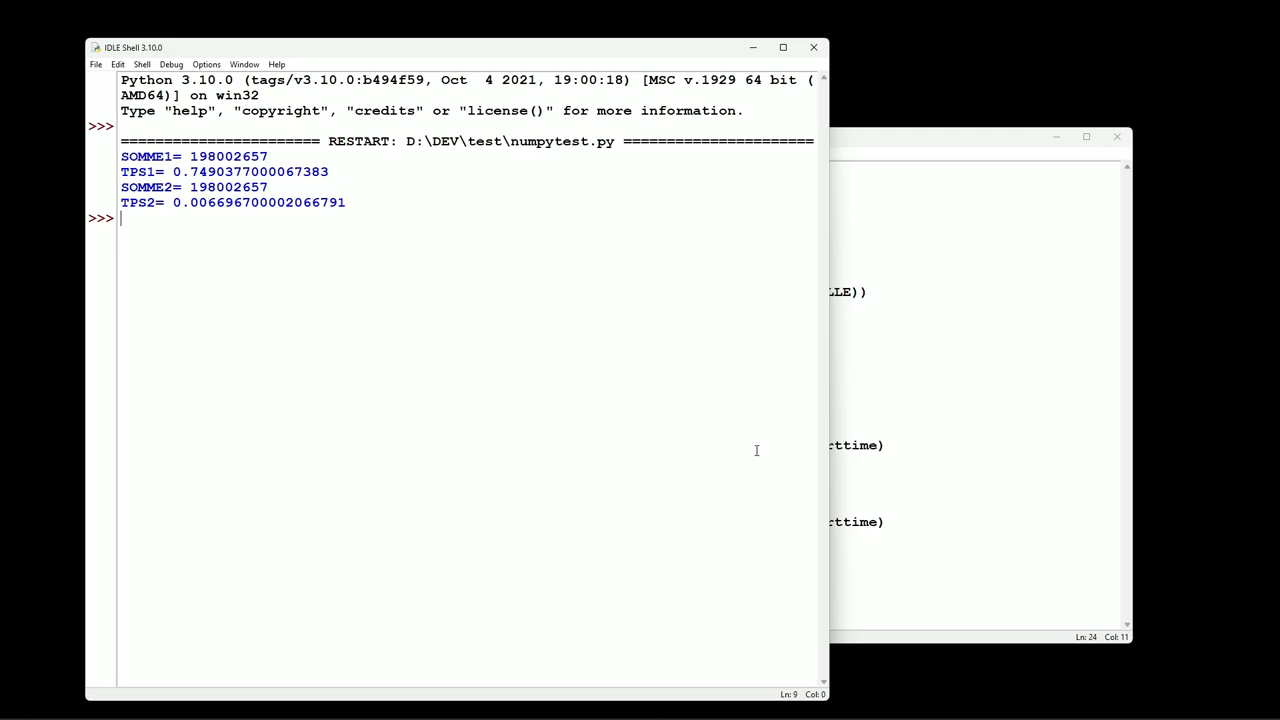 IDLE Shell 3.10.0
File Edit Shell Debug Options Window Help
Python 3.10.0 (tags/v3.10.0:b494f59, Oct  4 2021, 19:00:18) [MSC v.1929 64 bit (
AMD64)] on win32
Type "help", "copyright", "credits" or "license()" for more information.
>>>
======================= RESTART: D:\DEV\test\numpytest.py ======================
SOMME1= 198002657
TPS1= 0.7490377000067383
SOMME2= 198002657
TPS2= 0.006696700002066791
>>>
LLE))
rttime)
rttime)
Ln: 24 Col: 11
Ln: 9 Col: 0